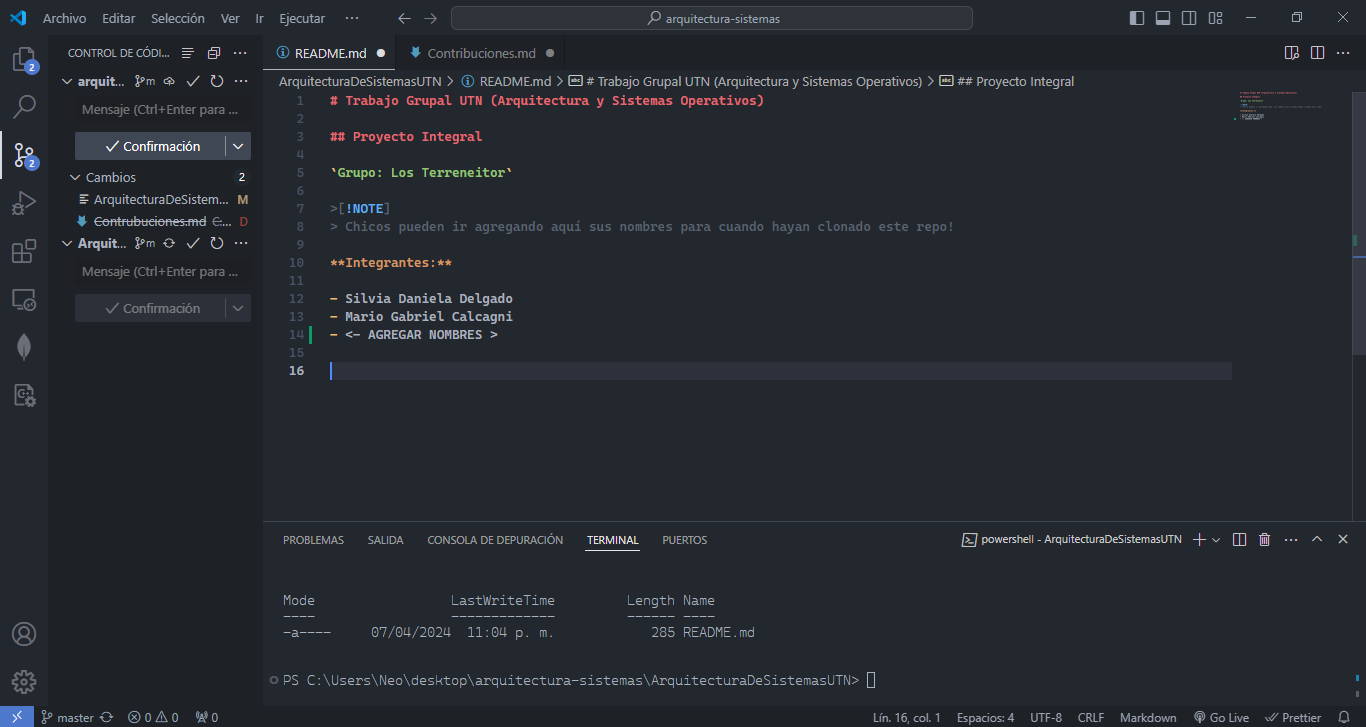 Archivo Editar Selección Ver Ir Ejecutar ··· arquitectura-sistemas
CONTROL DE CÓDI... ···
README.md
Contribuciones.md
2
arquit... m ···
Mensaje (Ctrl+Enter para ...
Confirmación
Cambios 2
ArquitecturaDeSistem... M
Contrubuciones.md C:... D
2
Arquit... m ···
Mensaje (Ctrl+Enter para ...
Confirmación
ArquitecturaDeSistemasUTN > README.md > # Trabajo Grupal UTN (Arquitectura y Sistemas Operativos) > ## Proyecto Integral
1 # Trabajo Grupal UTN (Arquitectura y Sistemas Operativos)
2
3 ## Proyecto Integral
4
5 `Grupo: Los Terreneitor`
6
7 >[!NOTE]
8 > Chicos pueden ir agregando aquí sus nombres para cuando hayan clonado este repo!
9
10 **Integrantes:**
11
12 - Silvia Daniela Delgado
13 - Mario Gabriel Calcagni
14 - <- AGREGAR NOMBRES >
15
16
PROBLEMAS SALIDA CONSOLA DE DEPURACIÓN TERMINAL PUERTOS powershell - ArquitecturaDeSistemasUTN ···
Mode LastWriteTime Length Name
---- ------------- ------ ----
-a---- 07/04/2024 11:04 p. m. 285 README.md
PS C:\Users\Neo\desktop\arquitectura-sistemas\ArquitecturaDeSistemasUTN>
master 0 0 0 Lín. 16, col. 1 Espacios: 4 UTF-8 CRLF Markdown Go Live Prettier